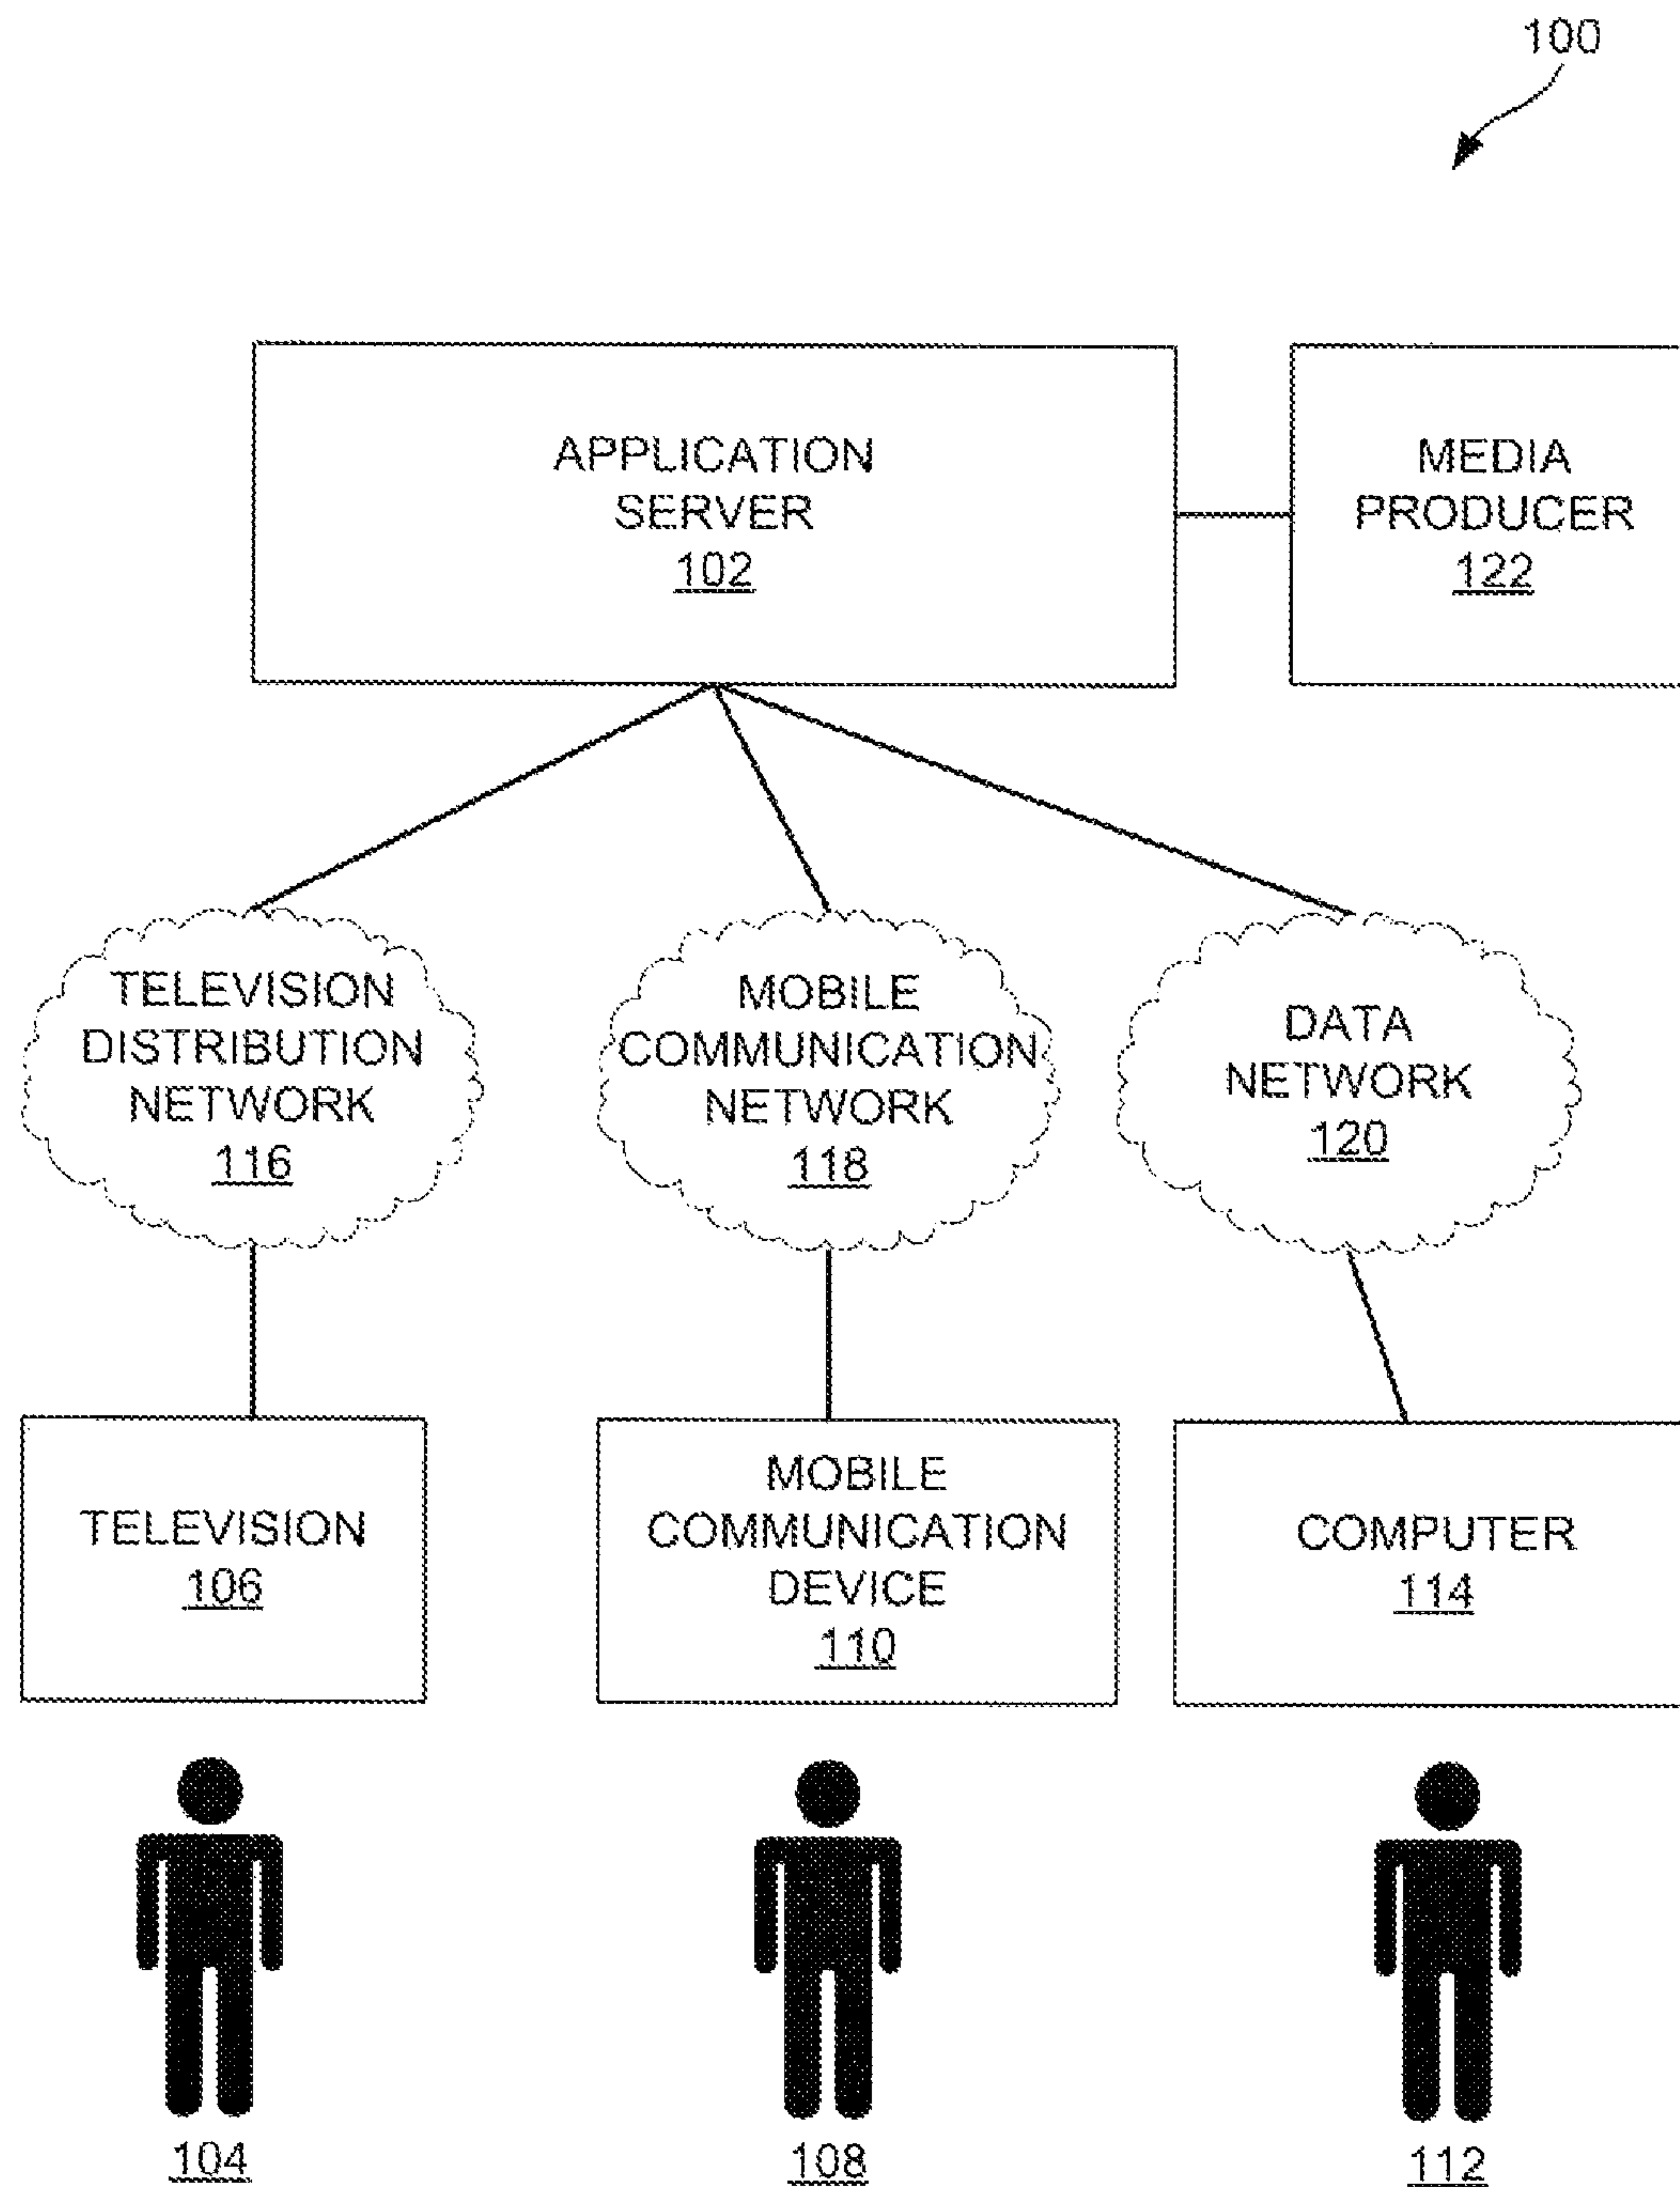 100
APPLICATION
SERVER
102
MEDIA
PRODUCER
122
TELEVISION
DISTRIBUTION
NETWORK
116
MOBILE
COMMUNICATION
NETWORK
118
DATA
NETWORK
120
TELEVISION
106
MOBILE
COMMUNICATION
DEVICE
110
COMPUTER
114
104
108
112